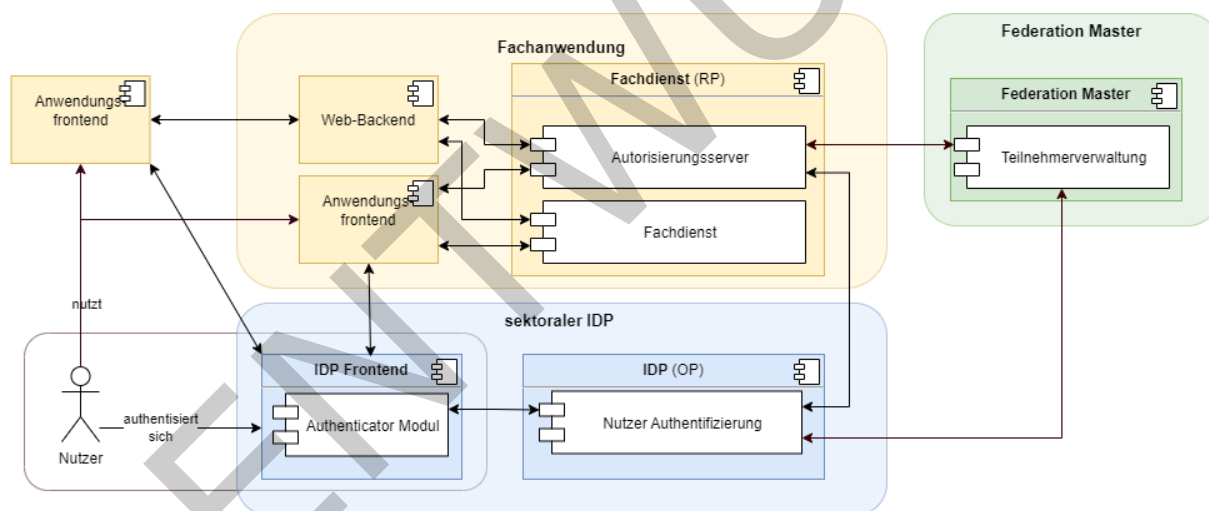 Fachanwendung
Federation Master
Anwendungs-
frontend
Web-Backend
Fachdienst (RP)
Autorisierungsserver
Federation Master
Teilnehmerverwaltung
Anwendungs-
frontend
Fachdienst
nutzt
sektoraler IDP
IDP Frontend
IDP (OP)
Authenticator Modul
Nutzer Authentifizierung
authentisiert
sich
Nutzer
ENTWU